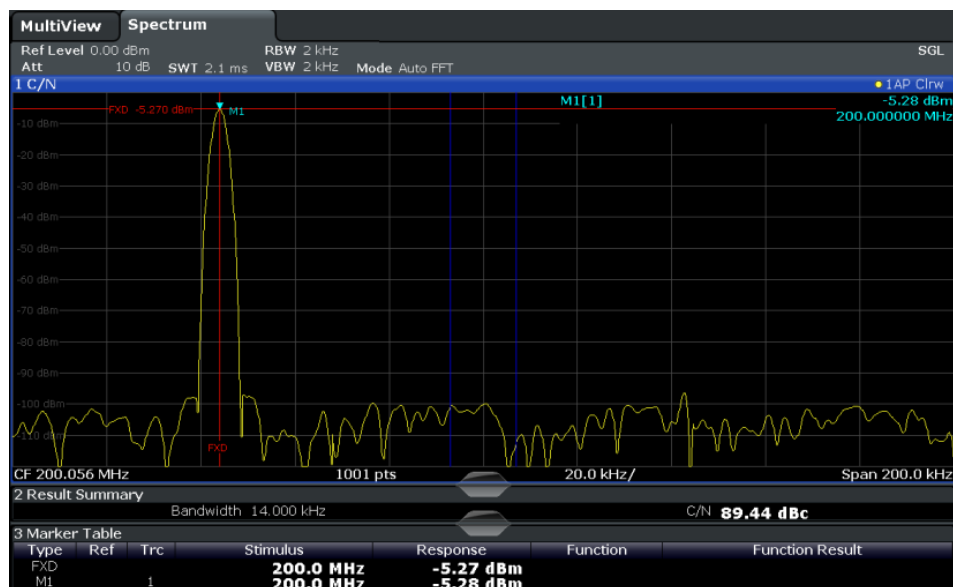 MultiView Spectrum
Ref Level 0.00 dBm RBW 2 kHz SGL
Att 10 dB SWT 2.1 ms VBW 2 kHz Mode Auto FFT
1 C/N 1AP Clrw
FXD -5.270 dBm M1 M1[1] -5.28 dBm
200.000000 MHz
-10 dBm
-20 dBm
-30 dBm
-40 dBm
-50 dBm
-60 dBm
-70 dBm
-80 dBm
-90 dBm
-100 dBm
-110 dBm
FXD
CF 200.056 MHz 1001 pts 20.0 kHz/ Span 200.0 kHz
2 Result Summary
Bandwidth 14.000 kHz C/N 89.44 dBc
3 Marker Table
Type Ref Trc Stimulus Response Function Function Result
FXD 200.0 MHz -5.27 dBm
M1 1 200.0 MHz -5.28 dBm